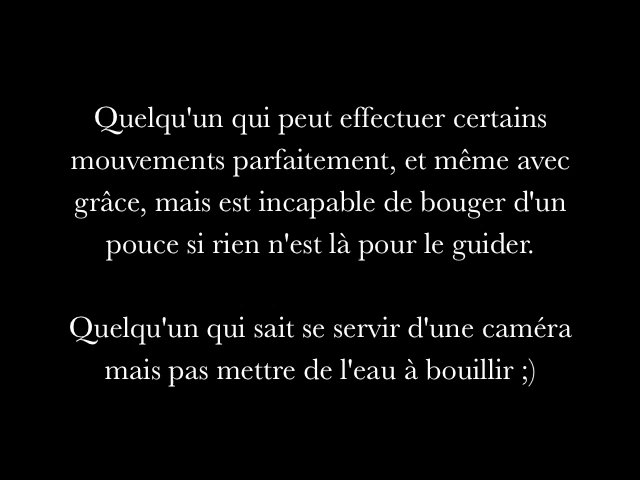 Quelqu'un qui peut effectuer certains
mouvements parfaitement, et même avec
grâce, mais est incapable de bouger d'un
pouce si rien n'est là pour le guider.
Quelqu'un qui sait se servir d'une caméra
mais pas mettre de l'eau à bouillir ;)